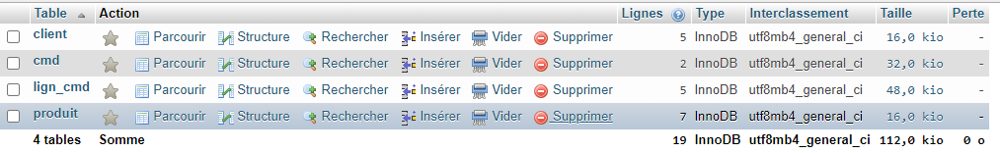 Table Action Lignes Type Interclassement Taille Perte
client Parcourir Structure Rechercher Insérer Vider Supprimer 5 InnoDB utf8mb4_general_ci 16,0 kio -
cmd Parcourir Structure Rechercher Insérer Vider Supprimer 2 InnoDB utf8mb4_general_ci 32,0 kio -
lign_cmd Parcourir Structure Rechercher Insérer Vider Supprimer 5 InnoDB utf8mb4_general_ci 48,0 kio -
produit Parcourir Structure Rechercher Insérer Vider Supprimer 7 InnoDB utf8mb4_general_ci 16,0 kio -
4 tables Somme 19 InnoDB utf8mb4_general_ci 112,0 kio 0 o